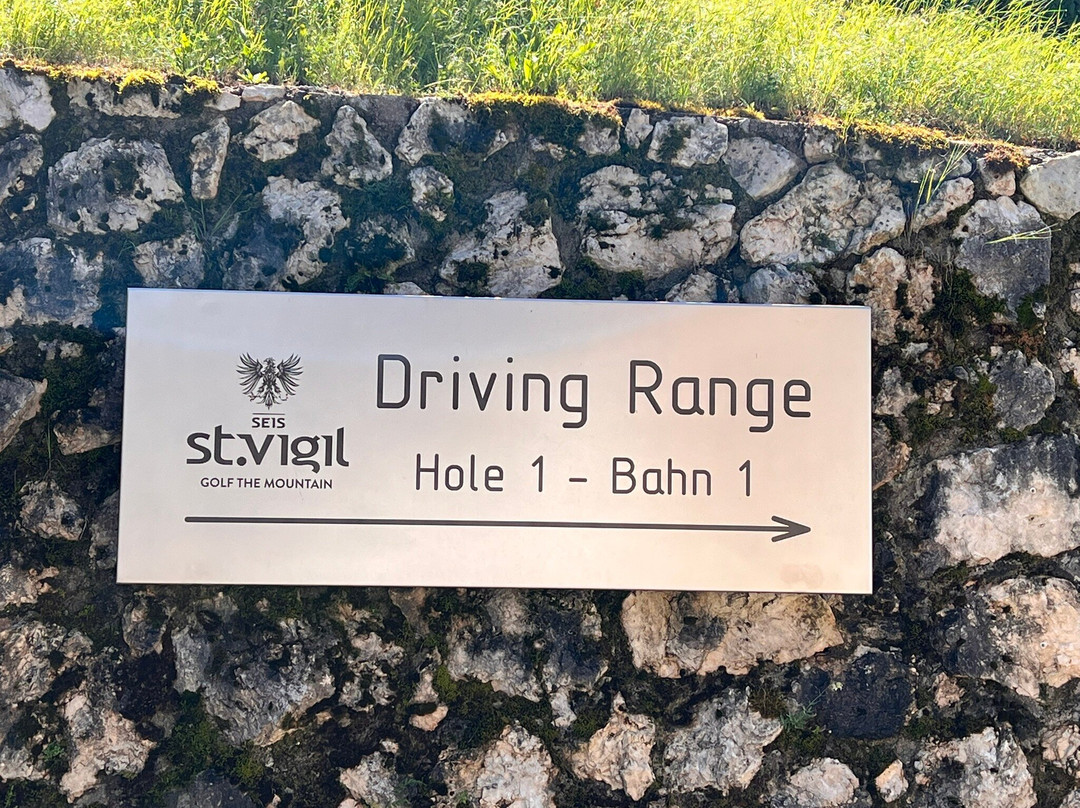 SEIS
st.vigil
GOLF THE MOUNTAIN
Driving Range
Hole 1 - Bahn 1